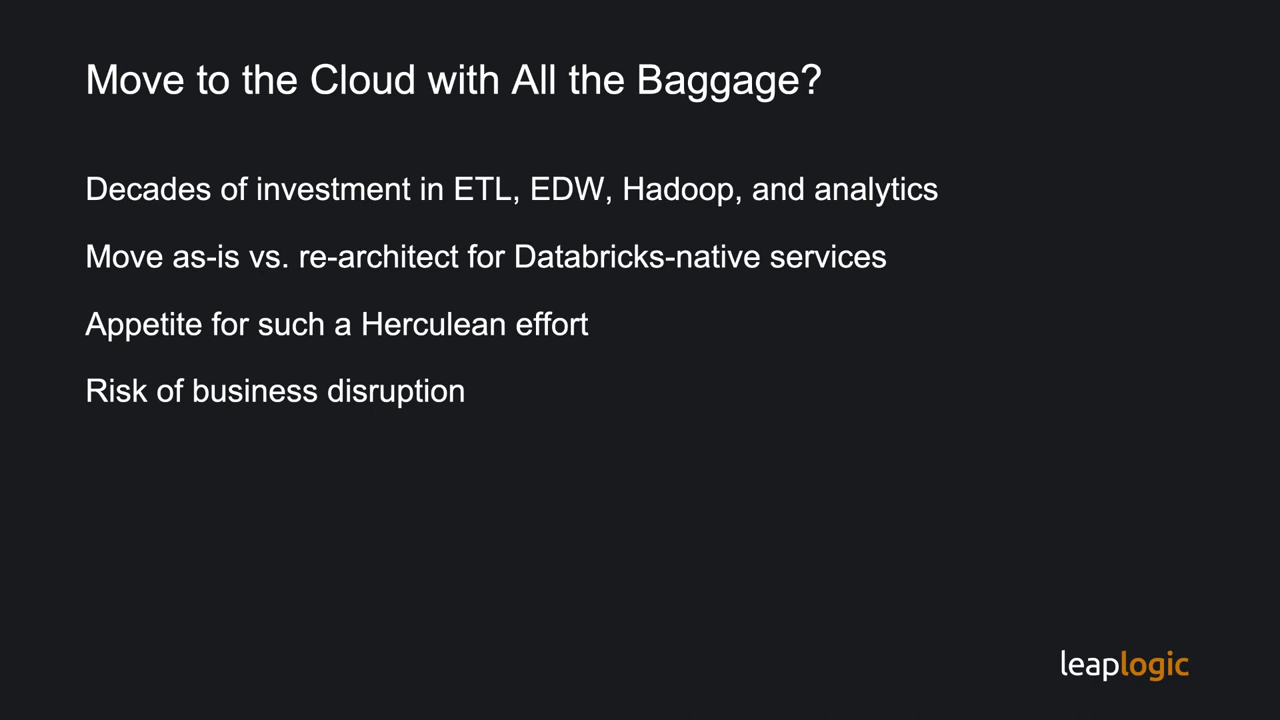 Move to the Cloud with All the Baggage?
Decades of investment in ETL, EDW, Hadoop, and analytics
Move as-is vs. re-architect for Databricks-native services
Appetite for such a Herculean effort
Risk of business disruption
leaplogic